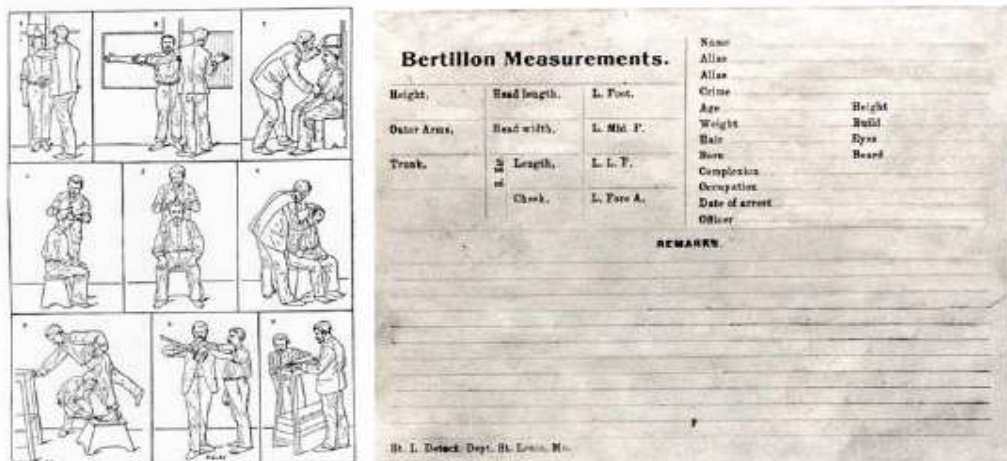 Bertillon Measurements.
Height.
Head length.
L. Foot.
Outer Arms.
Head width.
L. Mid. F.
Trunk.
Length.
L. L. F.
Cheek.
L. Fore A.
Name
Alias
Alias
Crime
Age
Height
Weight
Build
Hair
Eyes
Born
Beard
Complexion
Occupation
Date of arrest
Officer
REMARKS.
St. L. Detect. Dept. St. Louis, Mo.